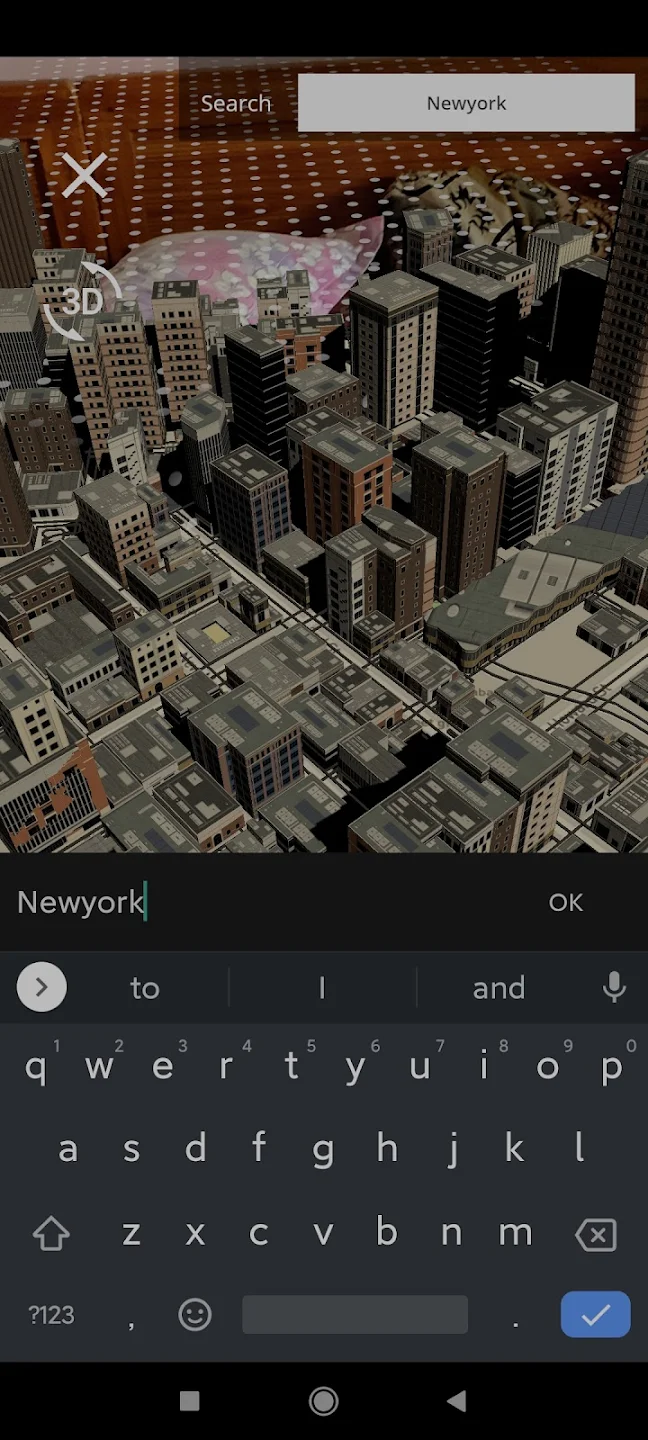 Search
Newyork
3D
Newyork
OK
to I and
q1 w2 e3 r4 t5 y6 u7 i8 o9 p0
a s d f g h j k l
z x c v b n m
?123 , .